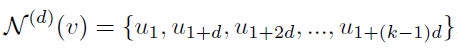 𝒩^{(d)}(v) = {u_1, u_{1+d}, u_{1+2d}, ..., u_{1+(k−1)d}}